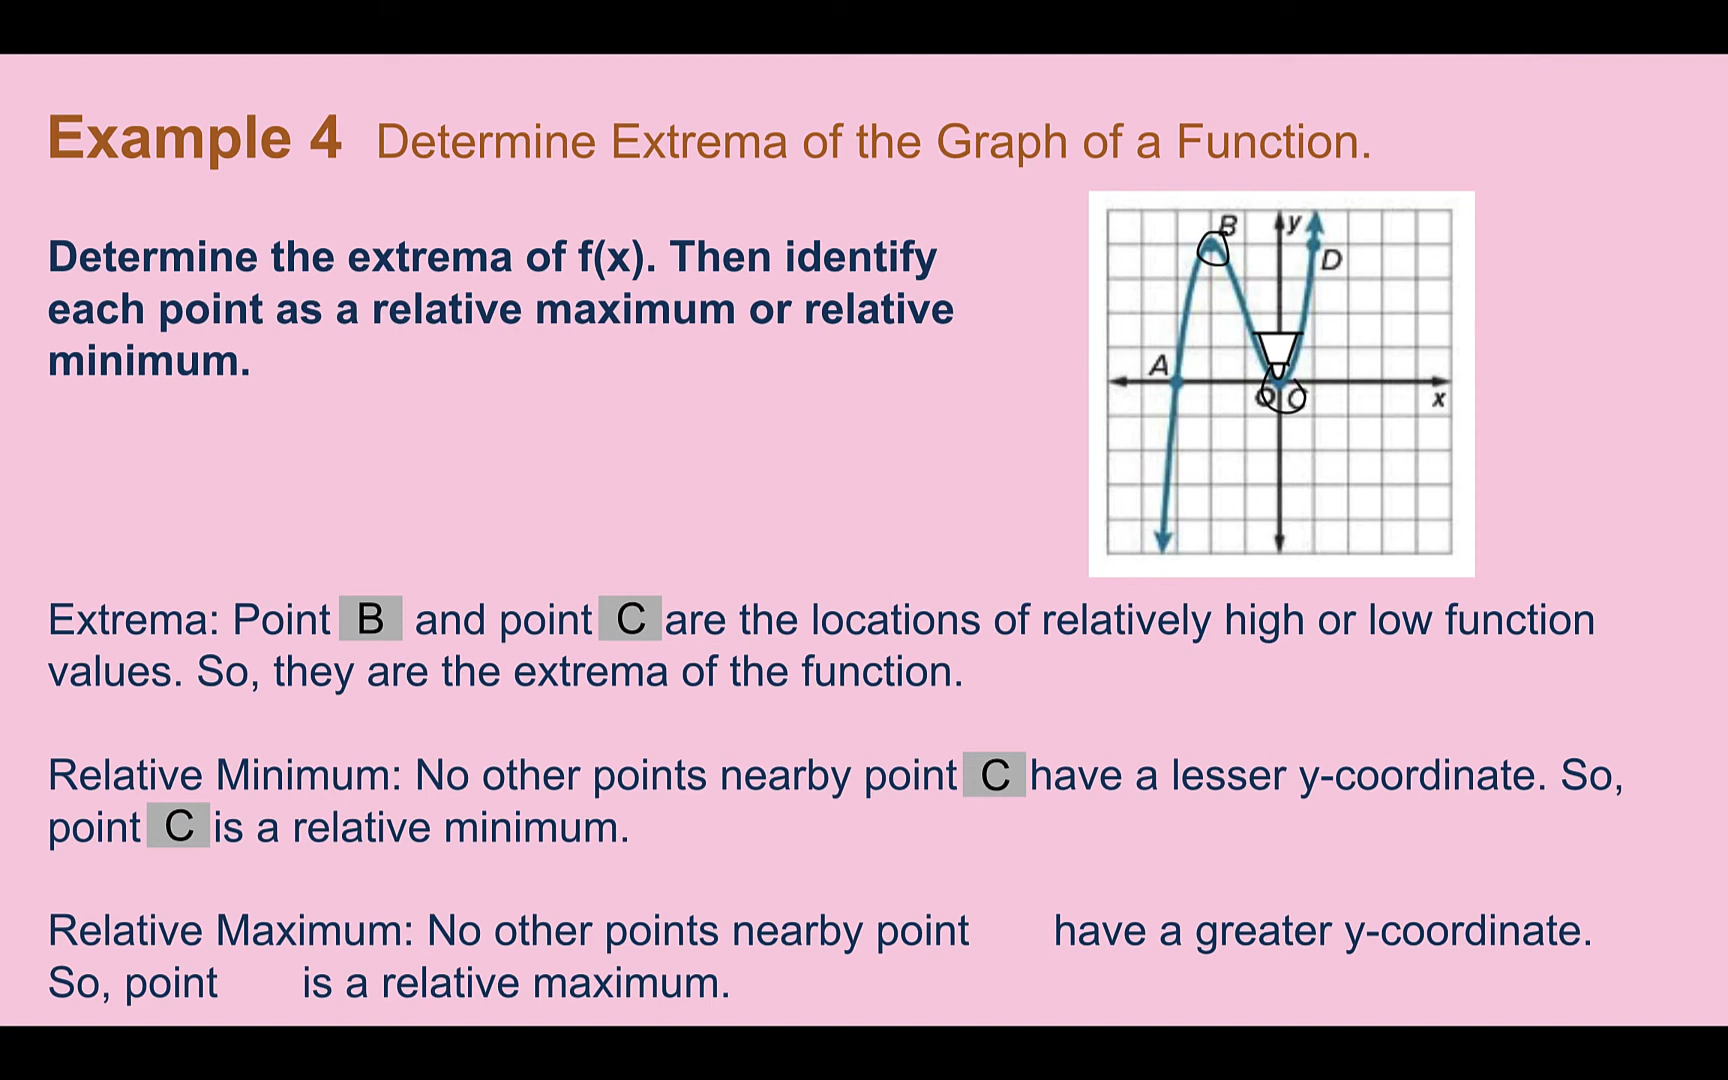 Example 4 Determine Extrema of the Graph of a Function.
Determine the extrema of f(x). Then identify
each point as a relative maximum or relative
minimum.
B
y
D
A
O C
x
Extrema: Point B and point C are the locations of relatively high or low function
values. So, they are the extrema of the function.
Relative Minimum: No other points nearby point C have a lesser y-coordinate. So,
point C is a relative minimum.
Relative Maximum: No other points nearby point have a greater y-coordinate.
So, point is a relative maximum.